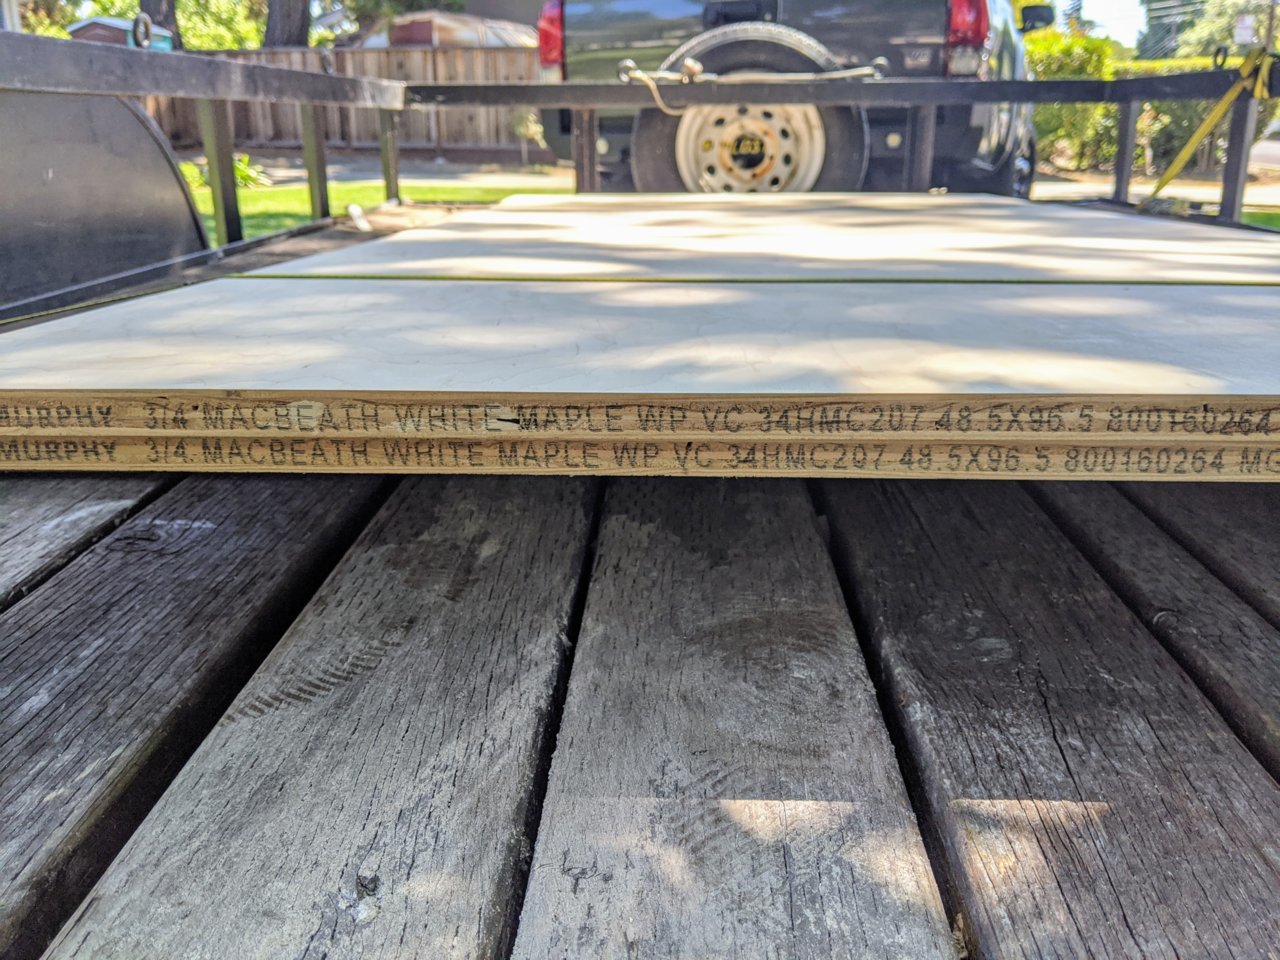 MURPHY 3/4 MACBEATH WHITE MAPLE WP VC 34HMC207 48.5X96.5 800160264
MURPHY 3/4 MACBEATH WHITE MAPLE WP VC 34HMC207 48.5X96.5 800160264 MC